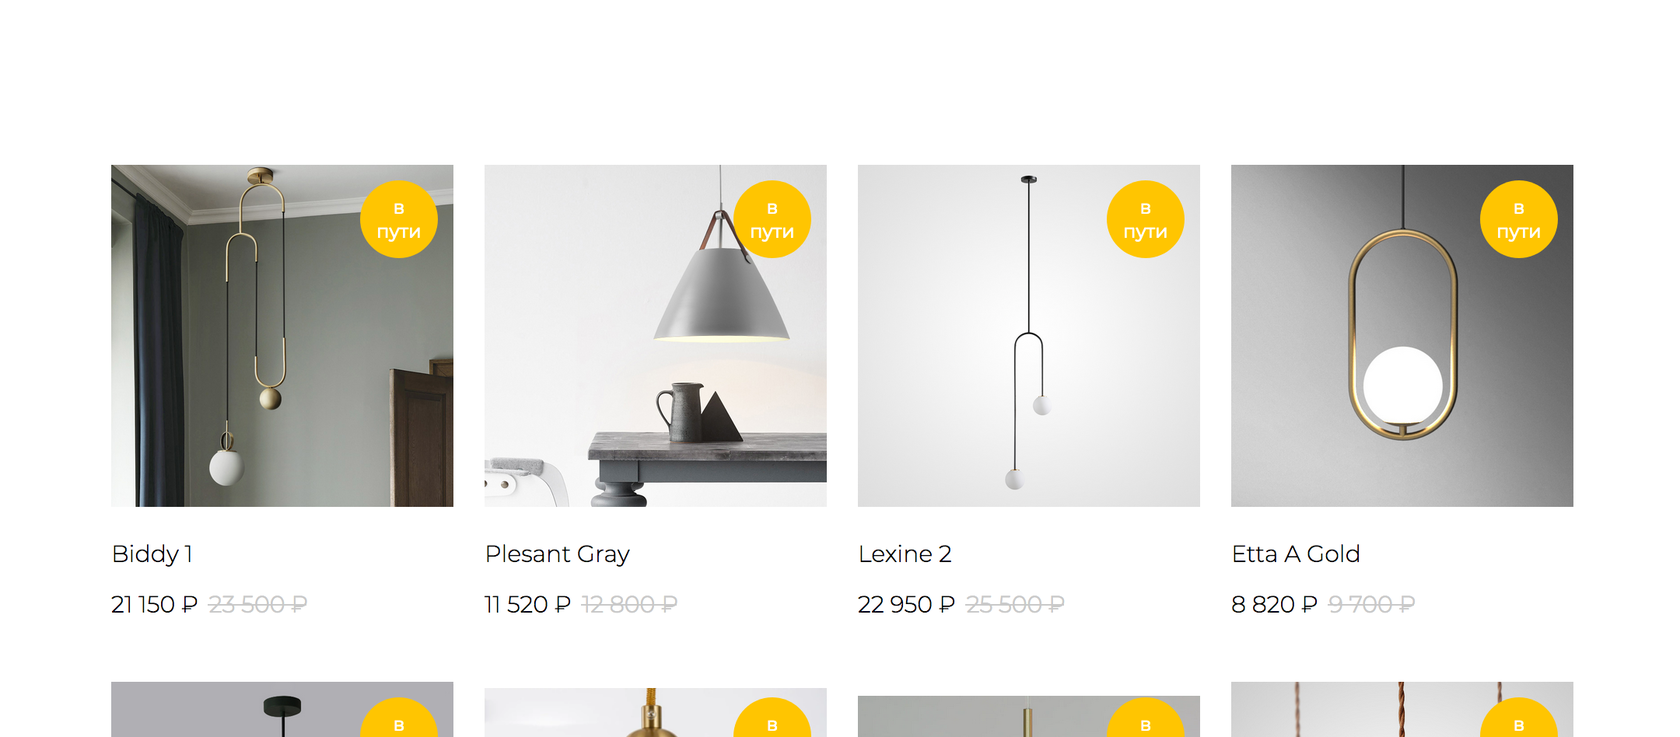 в
пути
в
пути
в
пути
в
пути
Biddy 1
Plesant Gray
Lexine 2
Etta A Gold
21 150 ₽ 23 500 ₽
11 520 ₽ 12 800 ₽
22 950 ₽ 25 500 ₽
8 820 ₽ 9 700 ₽
в
в
в
в